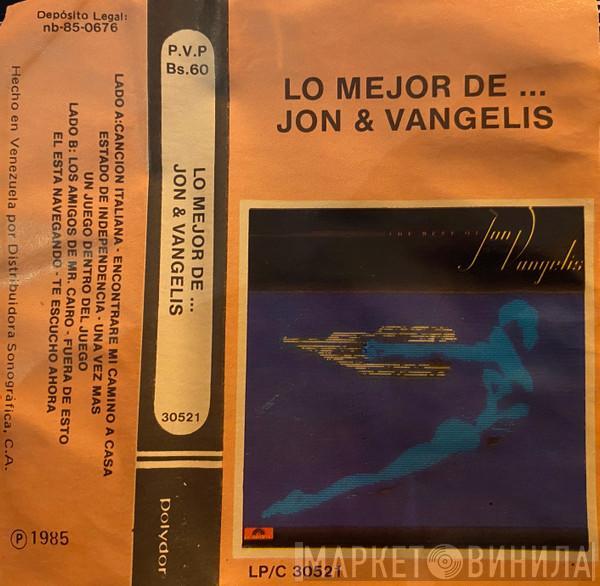 Depósito Legal:
nb-85-0676
Hecho en Venezuela por Distribuidora Sonográfica, C.A.
℗ 1985
LADO A: CANCION ITALIANA - ENCONTRARE MI CAMINO A CASA
ESTADO DE INDEPENDENCIA - UNA VEZ MAS
UN JUEGO DENTRO DEL JUEGO
LADO B: LOS AMIGOS DE MR. CAIRO - FUERA DE ESTO
EL ESTA NAVEGANDO - TE ESCUCHO AHORA
P.V.P
Bs.60
LO MEJOR DE ...
JON & VANGELIS
30521
Polydor
LO MEJOR DE ...
JON & VANGELIS
THE BEST OF
Jon
Vangelis
LP/C 30521
МАРКЕТ ВИНИЛА